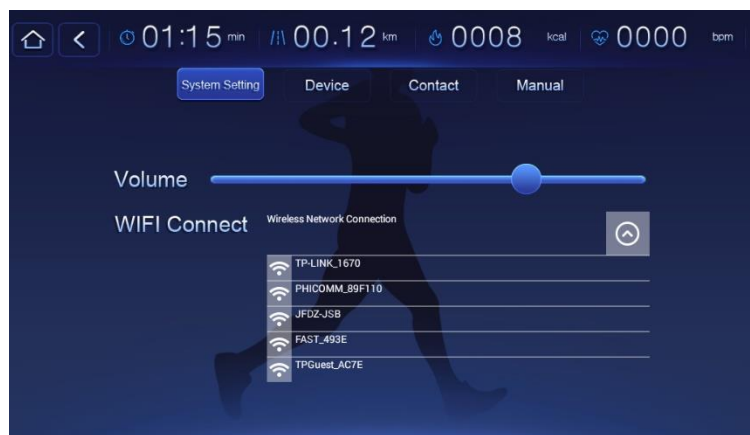 01:15 min 00.12 km 0008 kcal 0000 bpm
System Setting Device Contact Manual
Volume
WIFI Connect Wireless Network Connection
TP-LINK_1670
PHICOMM_89F110
JFDZ-JSB
FAST_493E
TPGuest_AC7E